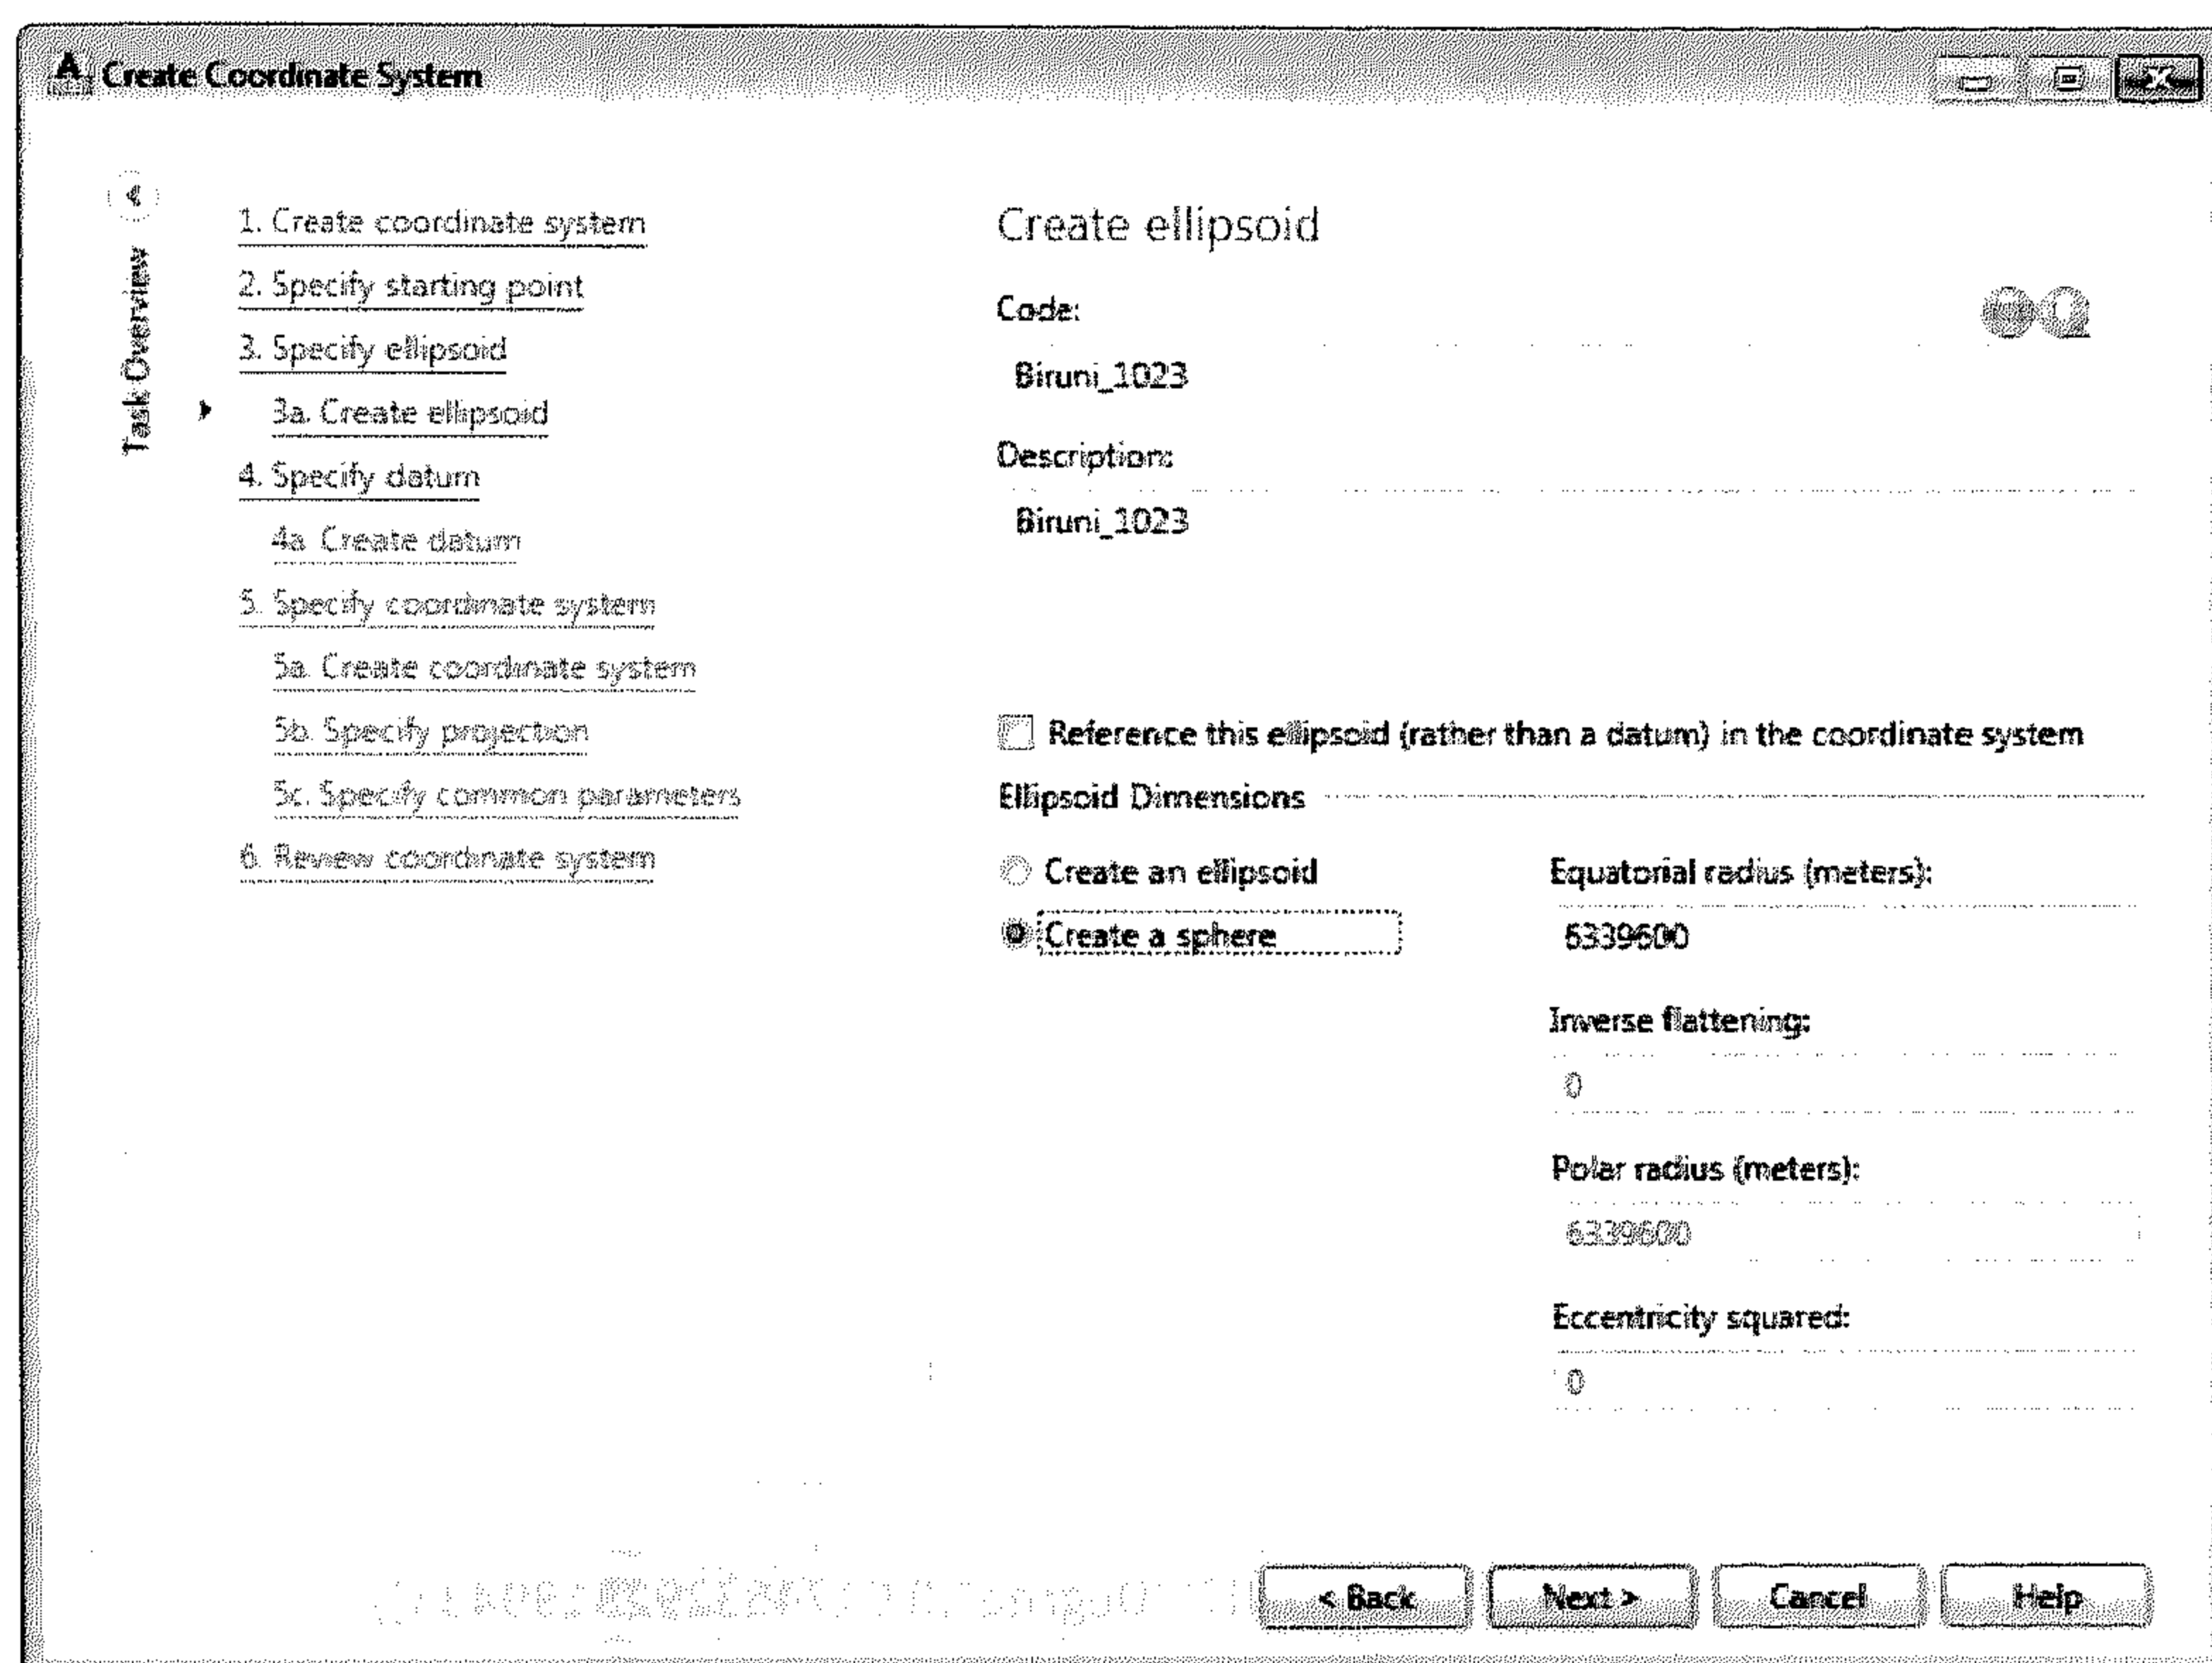 Create Coordinate System
Task Overview
1. Create coordinate system
2. Specify starting point
3. Specify ellipsoid
3a. Create ellipsoid
4. Specify datum
4a. Create datum
5. Specify coordinate system
5a. Create coordinate system
5b. Specify projection
5c. Specify common parameters
6. Review coordinate system
Create ellipsoid
Code:
Biruni_1023
Description:
Biruni_1023
Reference this ellipsoid (rather than a datum) in the coordinate system
Ellipsoid Dimensions
Create an ellipsoid
Create a sphere
Equatorial radius (meters):
6339600
Inverse flattening:
0
Polar radius (meters):
6339600
Eccentricity squared:
0
< Back
Next >
Cancel
Help